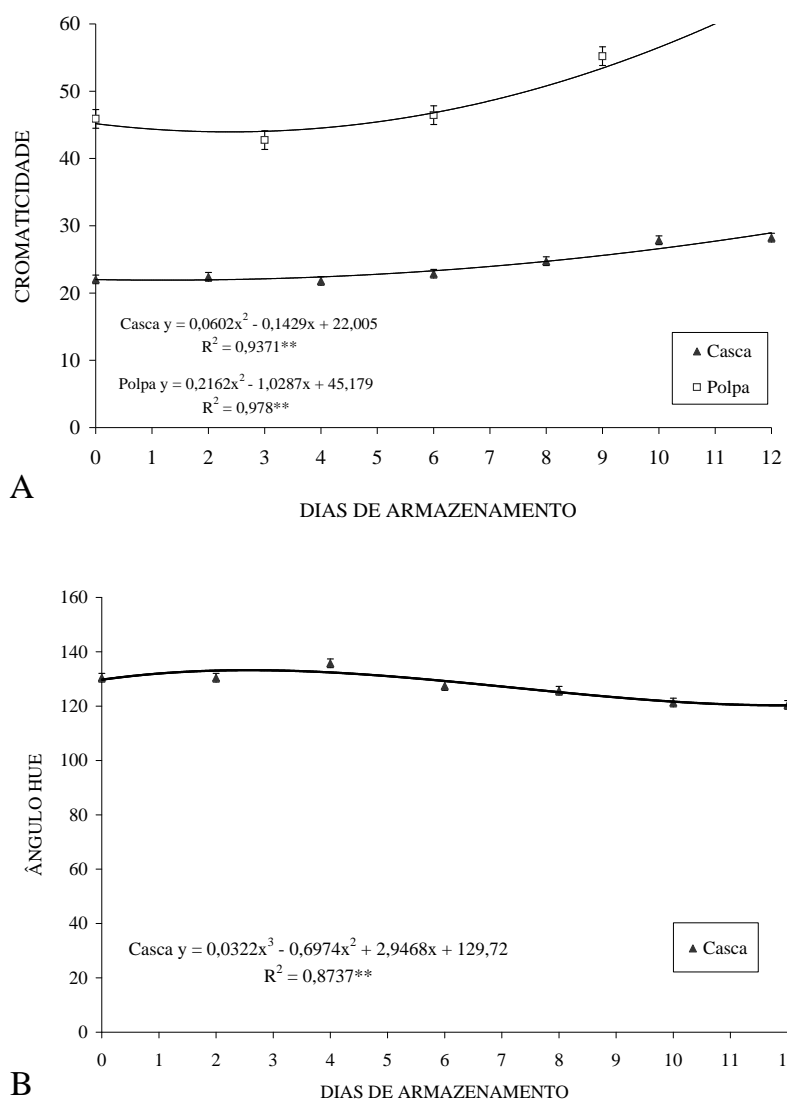 60
50
40
30
20
10
0
CROMATICIDADE
Casca y = 0,0602x² - 0,1429x + 22,005
R² = 0,9371**
Polpa y = 0,2162x² - 1,0287x + 45,179
R² = 0,978**
Casca
Polpa
0 1 2 3 4 5 6 7 8 9 10 11 12
A
DIAS DE ARMAZENAMENTO
160
140
120
100
80
60
40
20
0
ÂNGULO HUE
Casca y = 0,0322x³ - 0,6974x² + 2,9468x + 129,72
R² = 0,8737**
Casca
0 1 2 3 4 5 6 7 8 9 10 11 1
B
DIAS DE ARMAZENAMENTO